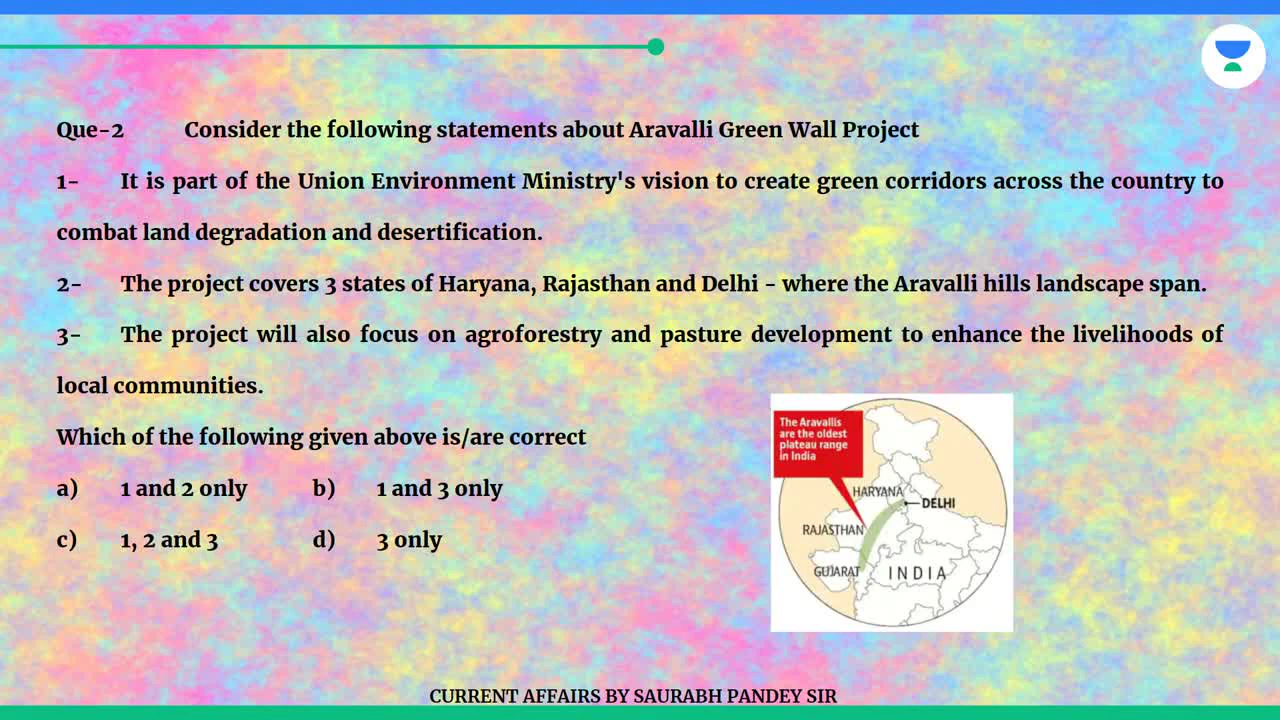 Que-2 Consider the following statements about Aravalli Green Wall Project
1- It is part of the Union Environment Ministry's vision to create green corridors across the country to
combat land degradation and desertification.
2- The project covers 3 states of Haryana, Rajasthan and Delhi - where the Aravalli hills landscape span.
3- The project will also focus on agroforestry and pasture development to enhance the livelihoods of
local communities.
Which of the following given above is/are correct
a) 1 and 2 only b) 1 and 3 only
c) 1, 2 and 3 d) 3 only
The Aravallis
are the oldest
plateau range
in India
HARYANA
DELHI
RAJASTHAN
GUJARAT
INDIA
CURRENT AFFAIRS BY SAURABH PANDEY SIR